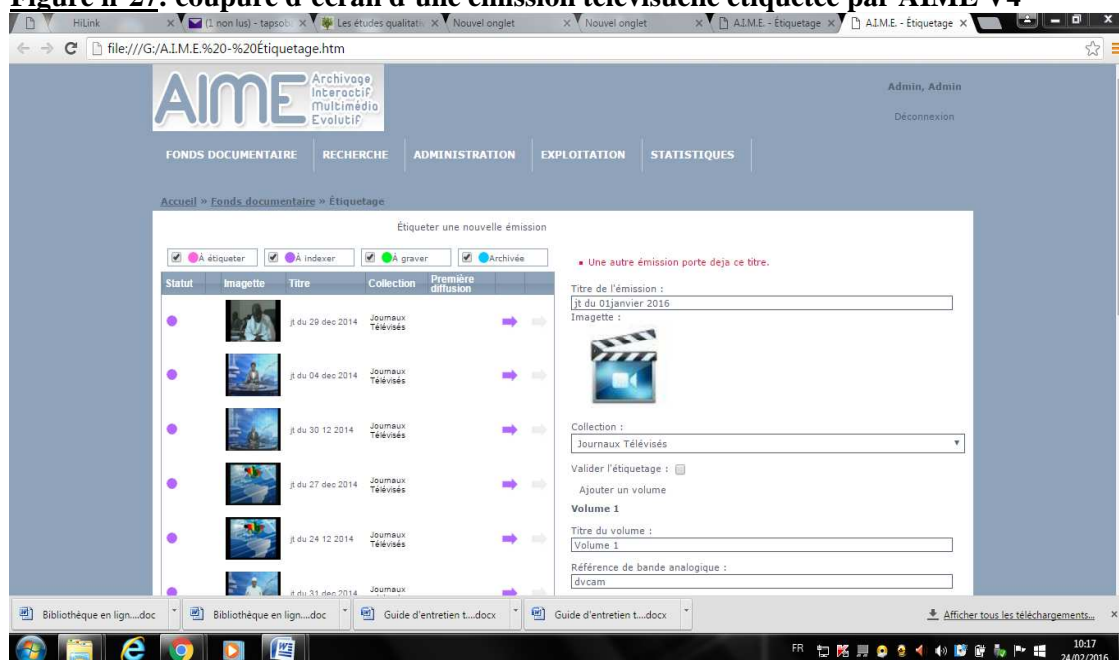 Figure n°27: coupure d'écran d'une émission télévisuelle étiquetée par AIME V4
HiLink
(1 non lus) - tapsob
Les études qualitativ
Nouvel onglet
Nouvel onglet
A.I.M.E. - Étiquetage
A.I.M.E. - Étiquetage
file:///G:/A.I.M.E.%20-%20Étiquetage.htm
AIME Archivage
Interactif
Multimédia
Evolutif
Admin, Admin
Déconnexion
FONDS DOCUMENTAIRE RECHERCHE ADMINISTRATION EXPLOITATION STATISTIQUES
Accueil » Fonds documentaire » Étiquetage
Étiqueter une nouvelle émission
À étiqueter À indexer À graver Archivée
Statut Imagette Titre Collection Première diffusion
jt du 29 dec 2014 Journaux Télévisés
jt du 04 dec 2014 Journaux Télévisés
jt du 30 12 2014 Journaux Télévisés
jt du 27 dec 2014 Journaux Télévisés
jt du 24 12 2014 Journaux Télévisés
jt du 31 dec 2014 Journaux
Une autre émission porte deja ce titre.
Titre de l'émission :
jt du 01janvier 2016
Imagette :
Collection :
Journaux Télévisés
Valider l'étiquetage :
Ajouter un volume
Volume 1
Titre du volume :
Volume 1
Référence de bande analogique :
dvcam
Bibliothèque en lign....doc
Bibliothèque en lign....doc
Guide d'entretien t....docx
Guide d'entretien t....docx
Afficher tous les téléchargements...
FR
10:17
24/02/2016